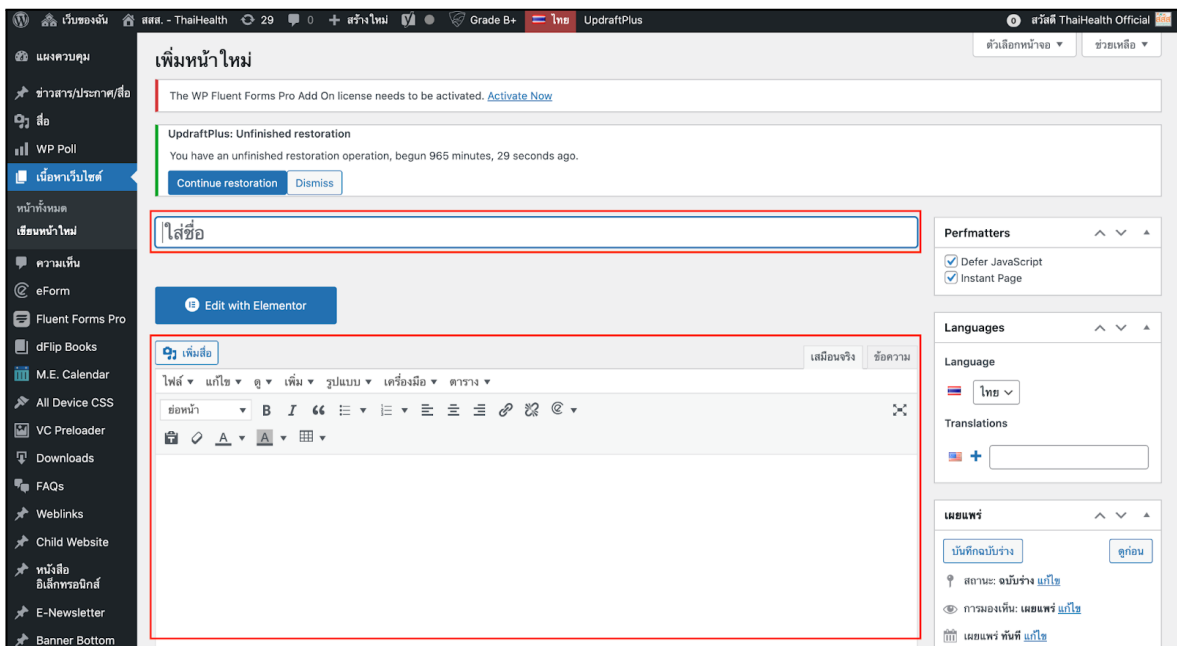 เว็บของฉัน สสส. - ThaiHealth 29 0 + สร้างใหม่ Grade B+ ไทย UpdraftPlus 0 สวัสดี ThaiHealth Official
ตัวเลือกหน้าจอ ▼ ช่วยเหลือ ▼
แผงควบคุม
ข่าวสาร/ประกาศ/สื่อ
สื่อ
WP Poll
เนื้อหาเว็บไซต์
หน้าทั้งหมด
เขียนหน้าใหม่
ความเห็น
eForm
Fluent Forms Pro
dFlip Books
M.E. Calendar
All Device CSS
VC Preloader
Downloads
FAQs
Weblinks
Child Website
หนังสือ
อิเล็กทรอนิกส์
E-Newsletter
Banner Bottom
เพิ่มหน้าใหม่
The WP Fluent Forms Pro Add On license needs to be activated. Activate Now
UpdraftPlus: Unfinished restoration
You have an unfinished restoration operation, begun 965 minutes, 29 seconds ago.
Continue restoration Dismiss
ใส่ชื่อ
Edit with Elementor
เพิ่มสื่อ เสมือนจริง ข้อความ
ไฟล์ ▼ แก้ไข ▼ ดู ▼ เพิ่ม ▼ รูปแบบ ▼ เครื่องมือ ▼ ตาราง ▼
ย่อหน้า ▼ B I
A ▼ A ▼
Perfmatters
Defer JavaScript
Instant Page
Languages
Language
ไทย
Translations
เผยแพร่
บันทึกฉบับร่าง ดูก่อน
สถานะ: ฉบับร่าง แก้ไข
การมองเห็น: เผยแพร่ แก้ไข
เผยแพร่ ทันที แก้ไข